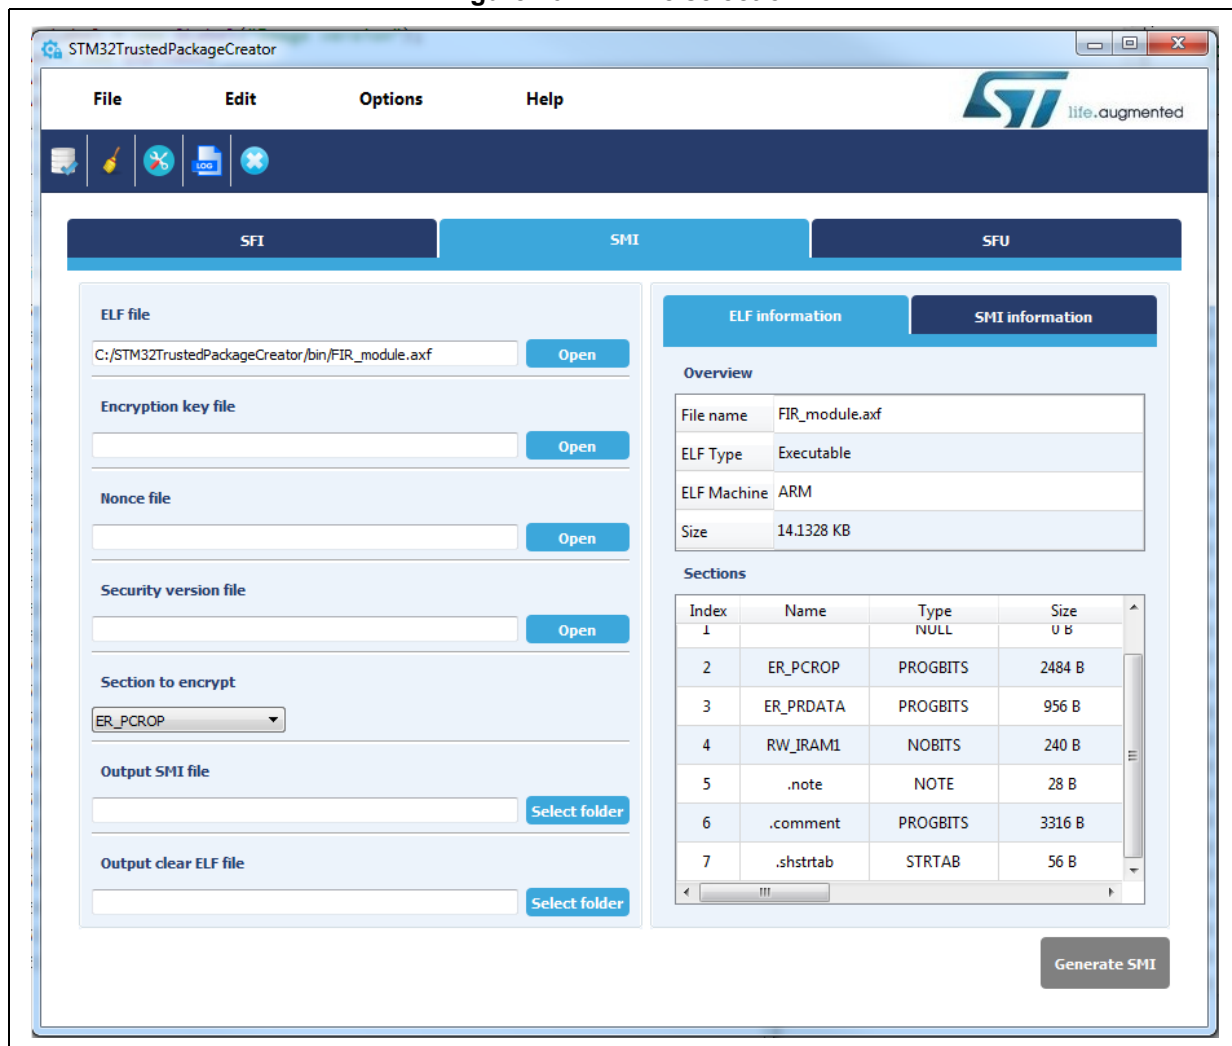 STM32TrustedPackageCreator
File Edit Options Help
life.augmented
LOG
SFI SMI SFU
ELF file
C:/STM32TrustedPackageCreator/bin/FIR_module.axf Open
Encryption key file
Open
Nonce file
Open
Security version file
Open
Section to encrypt
ER_PCROP
Output SMI file
Select folder
Output clear ELF file
Select folder
ELF information SMI information
Overview
File name FIR_module.axf
ELF Type Executable
ELF Machine ARM
Size 14.1328 KB
Sections
Index Name Type Size
1 NULL 0 B
2 ER_PCROP PROGBITS 2484 B
3 ER_PRDATA PROGBITS 956 B
4 RW_IRAM1 NOBITS 240 B
5 .note NOTE 28 B
6 .comment PROGBITS 3316 B
7 .shstrtab STRTAB 56 B
Generate SMI